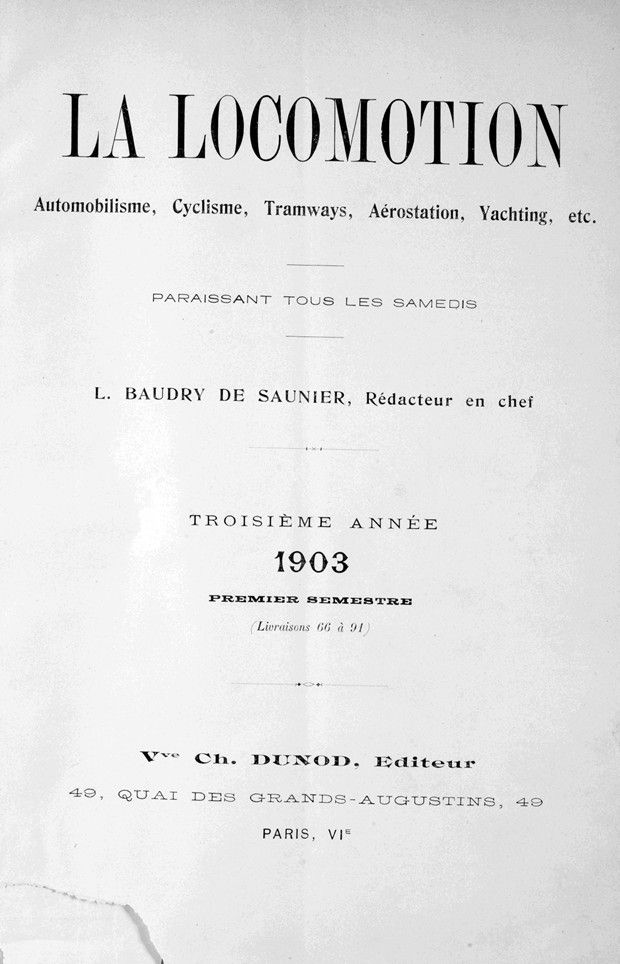 LA LOCOMOTION
Automobilisme, Cyclisme, Tramways, Aérostation, Yachting, etc.
PARAISSANT TOUS LES SAMEDIS
L. BAUDRY DE SAUNIER, Rédacteur en chef
TROISIÈME ANNÉE
1903
PREMIER SEMESTRE
(Livraisons 66 à 91)
Vve Ch. DUNOD, Editeur
49, QUAI DES GRANDS-AUGUSTINS, 49
PARIS, VIE